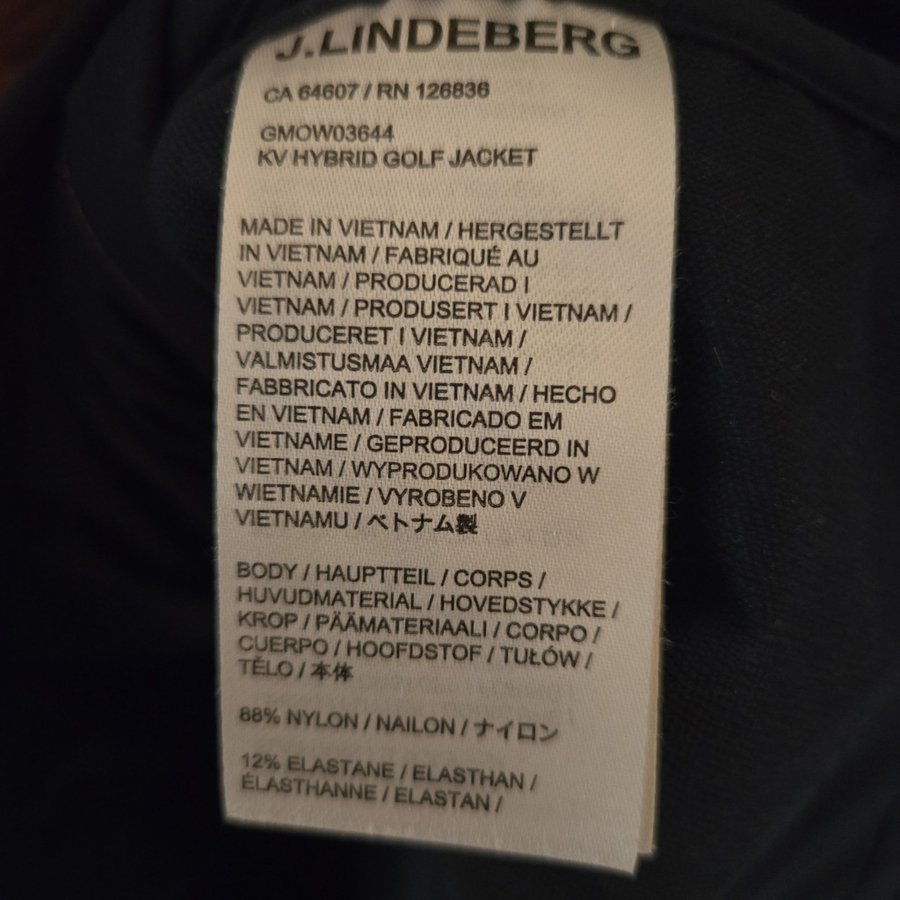 J.LINDEBERG
CA 64607 / RN 126836
GMOW03644
KV HYBRID GOLF JACKET
MADE IN VIETNAM / HERGESTELLT
IN VIETNAM / FABRIQUÉ AU
VIETNAM / PRODUCERAD I
VIETNAM / PRODUSERT I VIETNAM /
PRODUCERET I VIETNAM /
VALMISTUSMAA VIETNAM /
FABBRICATO IN VIETNAM / HECHO
EN VIETNAM / FABRICADO EM
VIETNAME / GEPRODUCEERD IN
VIETNAM / WYPRODUKOWANO W
WIETNAMIE / VYROBENO V
VIETNAMU / ベトナム製
BODY / HAUPTTEIL / CORPS /
HUVUDMATERIAL / HOVEDSTYKKE /
KROP / PÄÄMATERIAALI / CORPO /
CUERPO / HOOFDSTOF / TUŁÓW /
TĚLO / 本体
88% NYLON / NAILON / ナイロン
12% ELASTANE / ELASTHAN /
ÉLASTHANNE / ELASTAN /